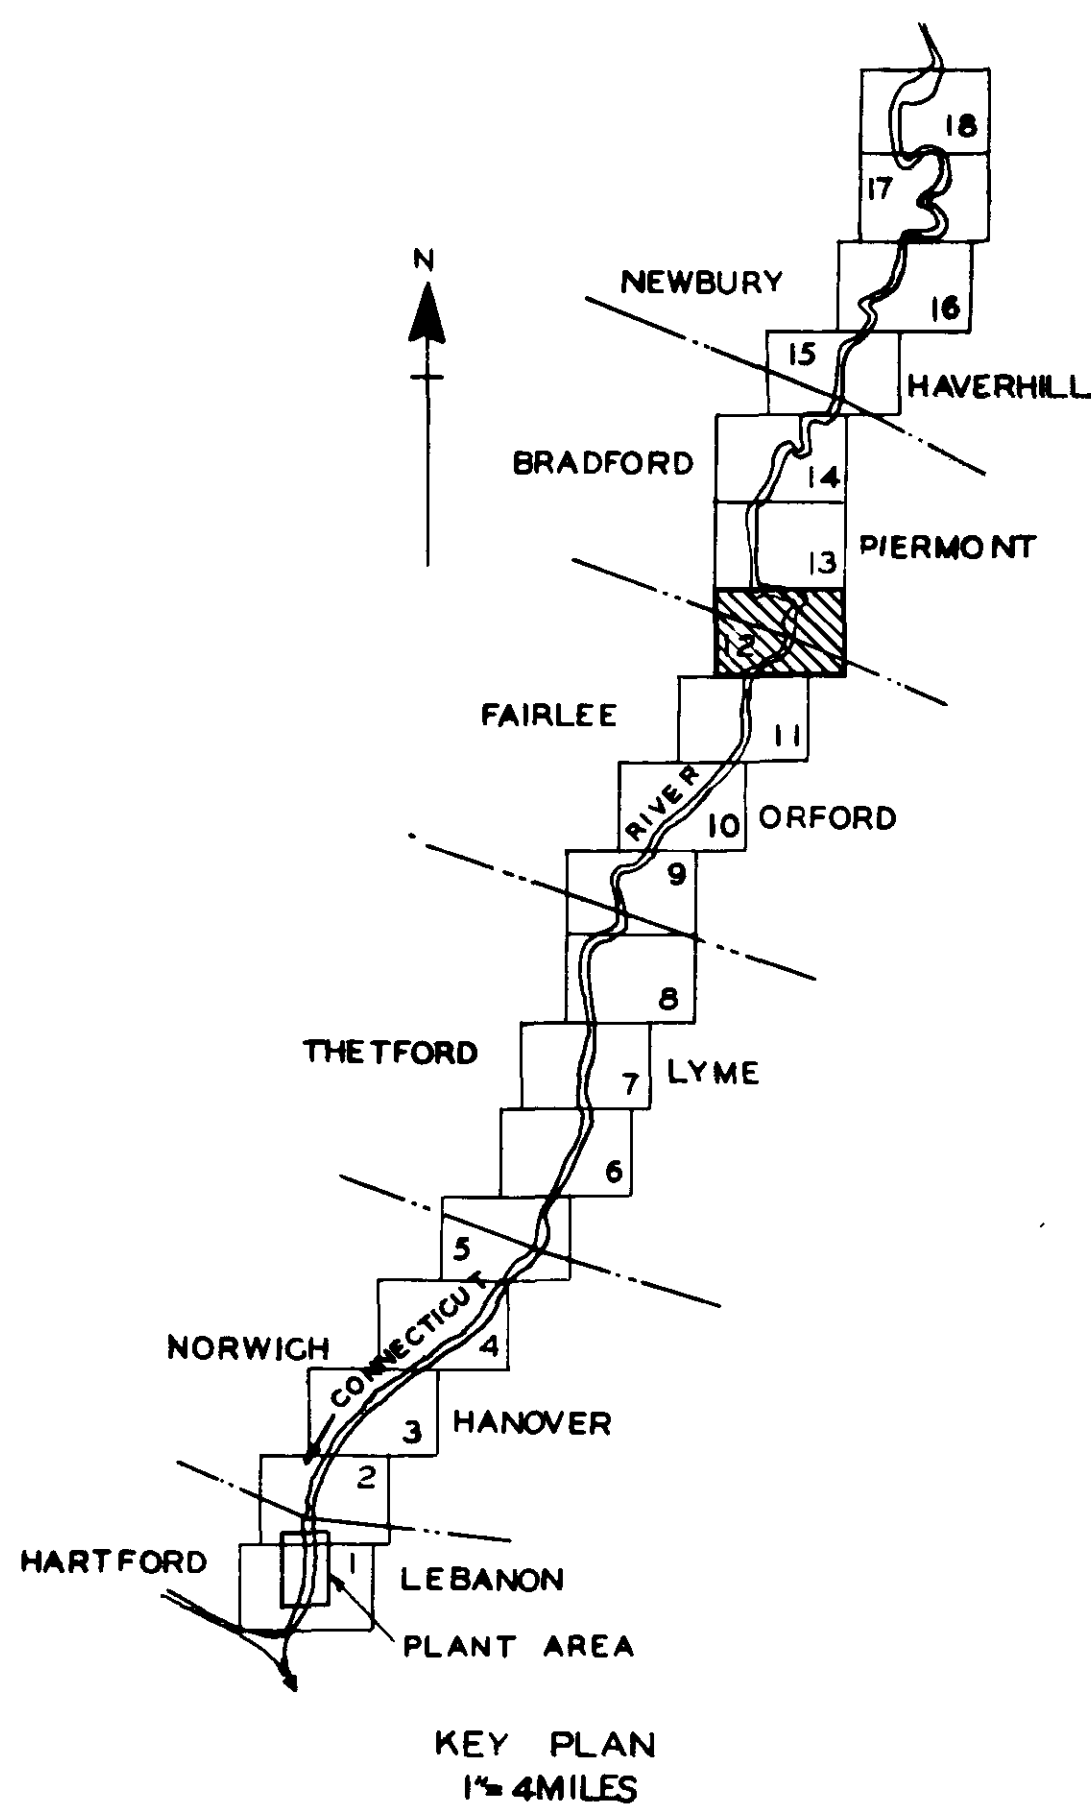 18
17
N
NEWBURY
16
15
HAVERHILL
BRADFORD
14
PIERMONT
13
12
FAIRLEE
11
RIVER
10
ORFORD
9
8
THETFORD
7
LYME
6
5
CONNECTICUT
4
NORWICH
3
HANOVER
2
HARTFORD
1
LEBANON
PLANT AREA
KEY PLAN
1"= 4MILES